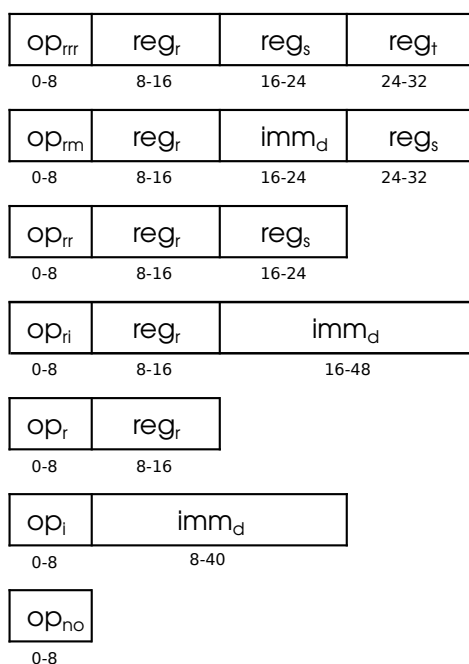 op_rrr reg_r reg_s reg_t
0-8 8-16 16-24 24-32
op_rm reg_r imm_d reg_s
0-8 8-16 16-24 24-32
op_rr reg_r reg_s
0-8 8-16 16-24
op_ri reg_r imm_d
0-8 8-16 16-48
op_r reg_r
0-8 8-16
op_i imm_d
0-8 8-40
op_no
0-8